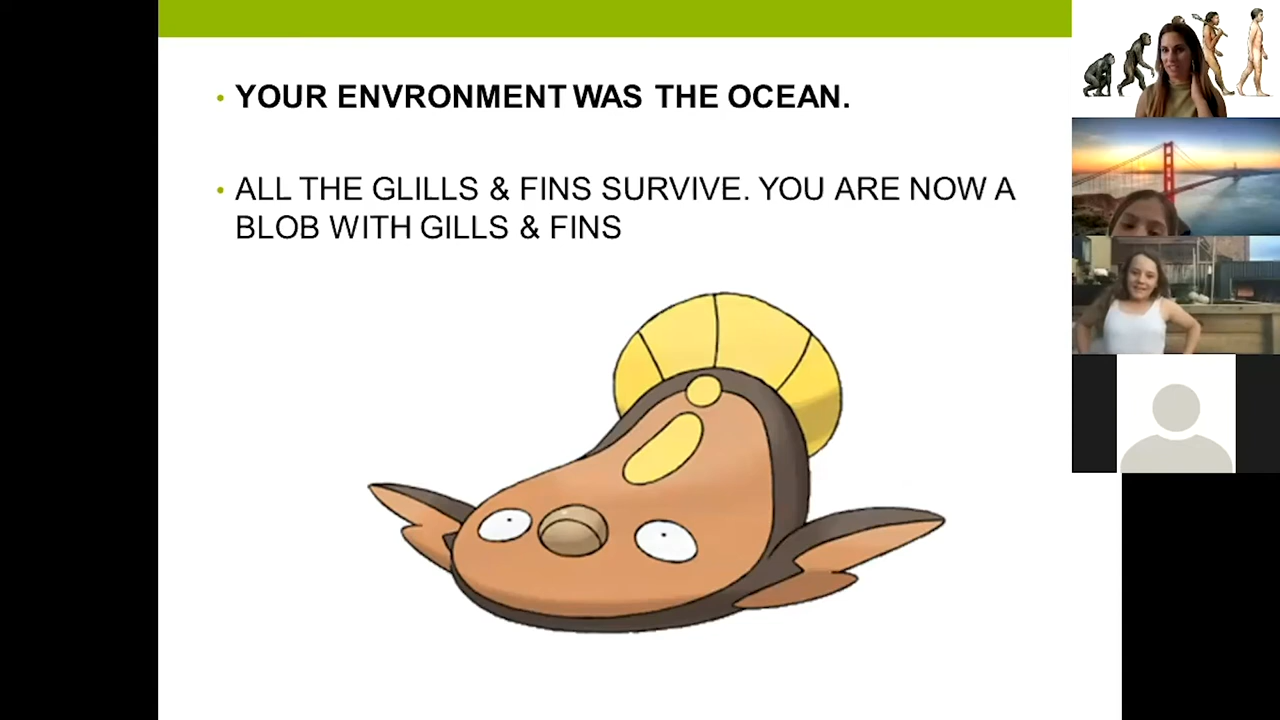 YOUR ENVRONMENT WAS THE OCEAN.
ALL THE GLILLS & FINS SURVIVE. YOU ARE NOW A
BLOB WITH GILLS & FINS